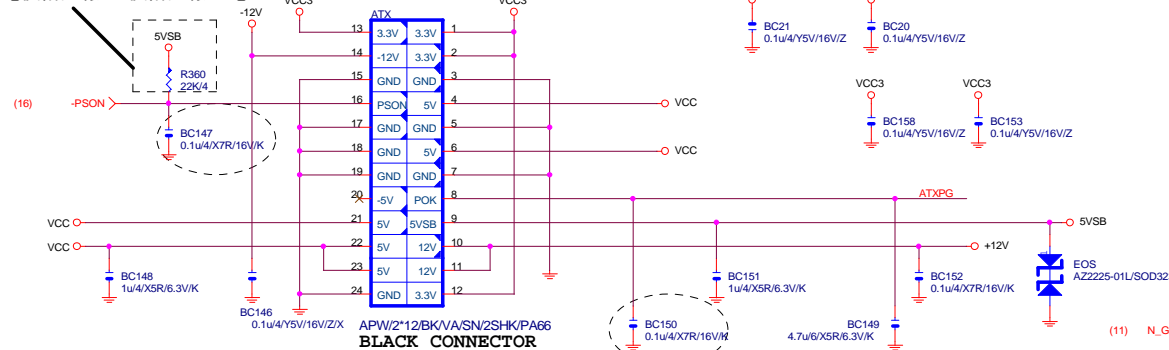 -12V
VCC3
ATX
VCC3
5VSB
R360
22K/4
(16)
-PSON
BC147
0.1u/4/X7R/16V/K
13 3.3V 3.3V 1
14 -12V 3.3V 2
15 GND GND 3
16 PSON 5V 4
17 GND GND 5
18 GND 5V 6
19 GND GND 7
20 -5V POK 8
21 5V 5VSB 9
22 5V 12V 10
23 5V 12V 11
24 GND 3.3V 12
VCC
VCC
ATXPG
5VSB
+12V
VCC
VCC
BC148
1u/4/X5R/6.3V/K
BC146
0.1u/4/Y5V/16V/Z/X
APW/2*12/BK/VA/SN/2SHK/PA66
BLACK CONNECTOR
BC151
1u/4/X5R/6.3V/K
BC150
0.1u/4/X7R/16V/K
BC149
4.7u/6/X5R/6.3V/K
BC152
0.1u/4/X7R/16V/K
EOS
AZ2225-01L/SOD32
BC21
0.1u/4/Y5V/16V/Z
BC20
0.1u/4/Y5V/16V/Z
VCC3
BC158
0.1u/4/Y5V/16V/Z
VCC3
BC153
0.1u/4/Y5V/16V/Z
(11) N_G